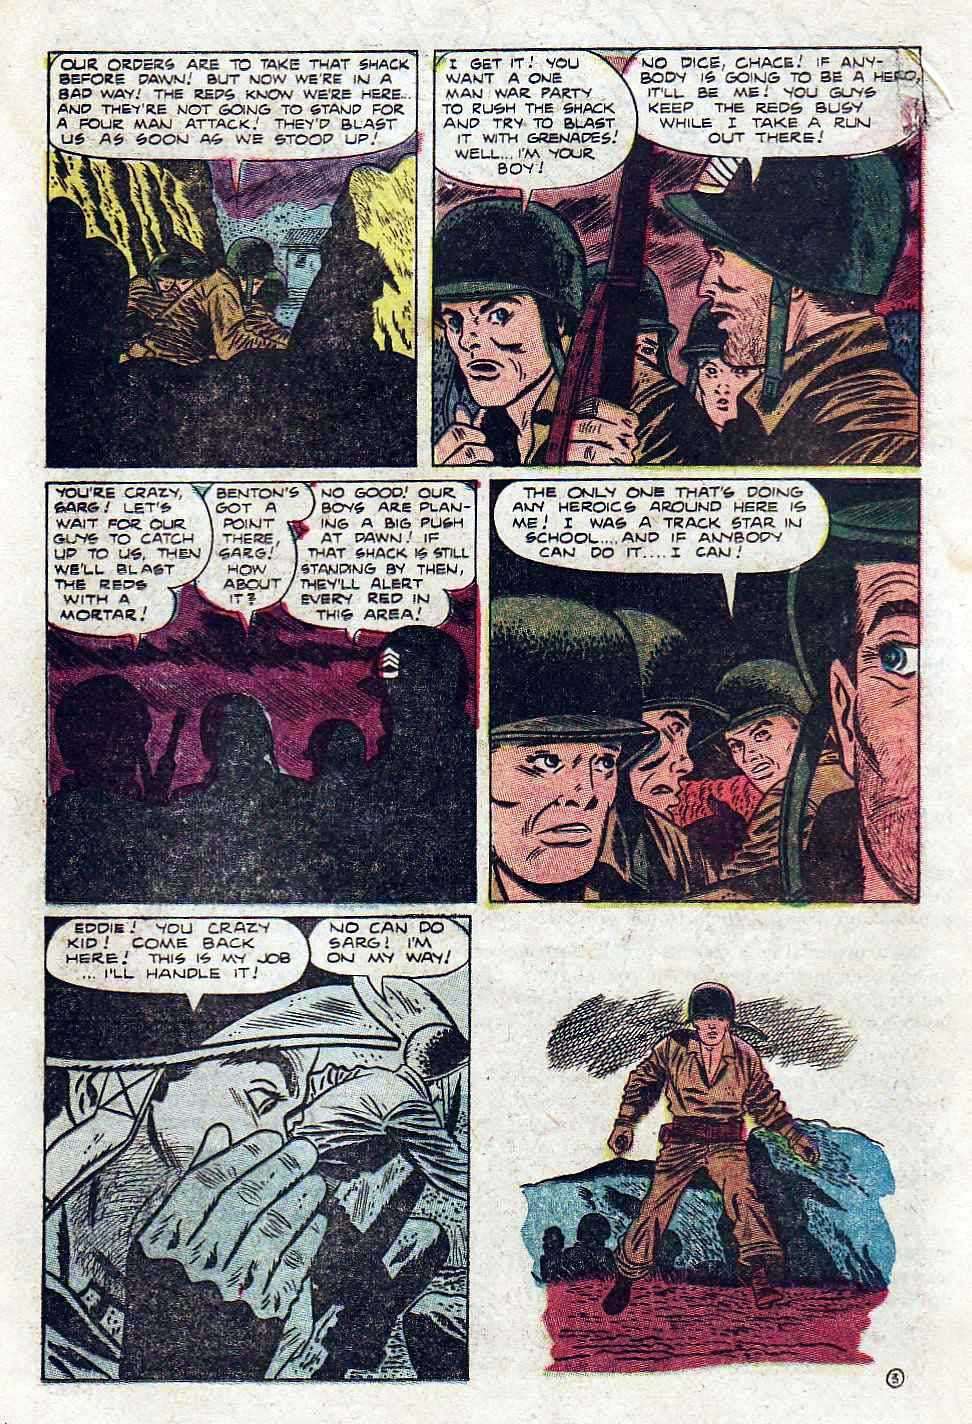 OUR ORDERS ARE TO TAKE THAT SHACK
BEFORE DAWN! BUT NOW WE'RE IN A
BAD WAY! THE REDS KNOW WE'RE HERE...
AND THEY'RE NOT GOING TO STAND FOR
A FOUR MAN ATTACK! THEY'D BLAST
US AS SOON AS WE STOOD UP!
I GET IT! YOU
WANT A ONE
MAN WAR PARTY
TO RUSH THE SHACK
AND TRY TO BLAST
IT WITH GRENADES!
WELL... I'M YOUR
BOY!
NO DICE, CHACE! IF ANY-
BODY IS GOING TO BE A HERO,
IT'LL BE ME! YOU GUYS
KEEP THE REDS BUSY
WHILE I TAKE A RUN
OUT THERE!
YOU'RE CRAZY,
SARG! LET'S
WAIT FOR OUR
GUYS TO CATCH
UP TO US, THEN
WE'LL BLAST
THE REDS
WITH A
MORTAR!
BENTON'S
GOT A
POINT
THERE,
SARG!
HOW
ABOUT
IT?
NO GOOD! OUR
BOYS ARE PLAN-
ING A BIG PUSH
AT DAWN! IF
THAT SHACK IS STILL
STANDING BY THEN,
THEY'LL ALERT
EVERY RED IN
THIS AREA!
THE ONLY ONE THAT'S DOING
ANY HEROICS AROUND HERE IS
ME! I WAS A TRACK STAR IN
SCHOOL.... AND IF ANYBODY
CAN DO IT.... I CAN!
EDDIE! YOU CRAZY
KID! COME BACK
HERE! THIS IS MY JOB
... I'LL HANDLE IT!
NO CAN DO
SARG! I'M
ON MY WAY!
3